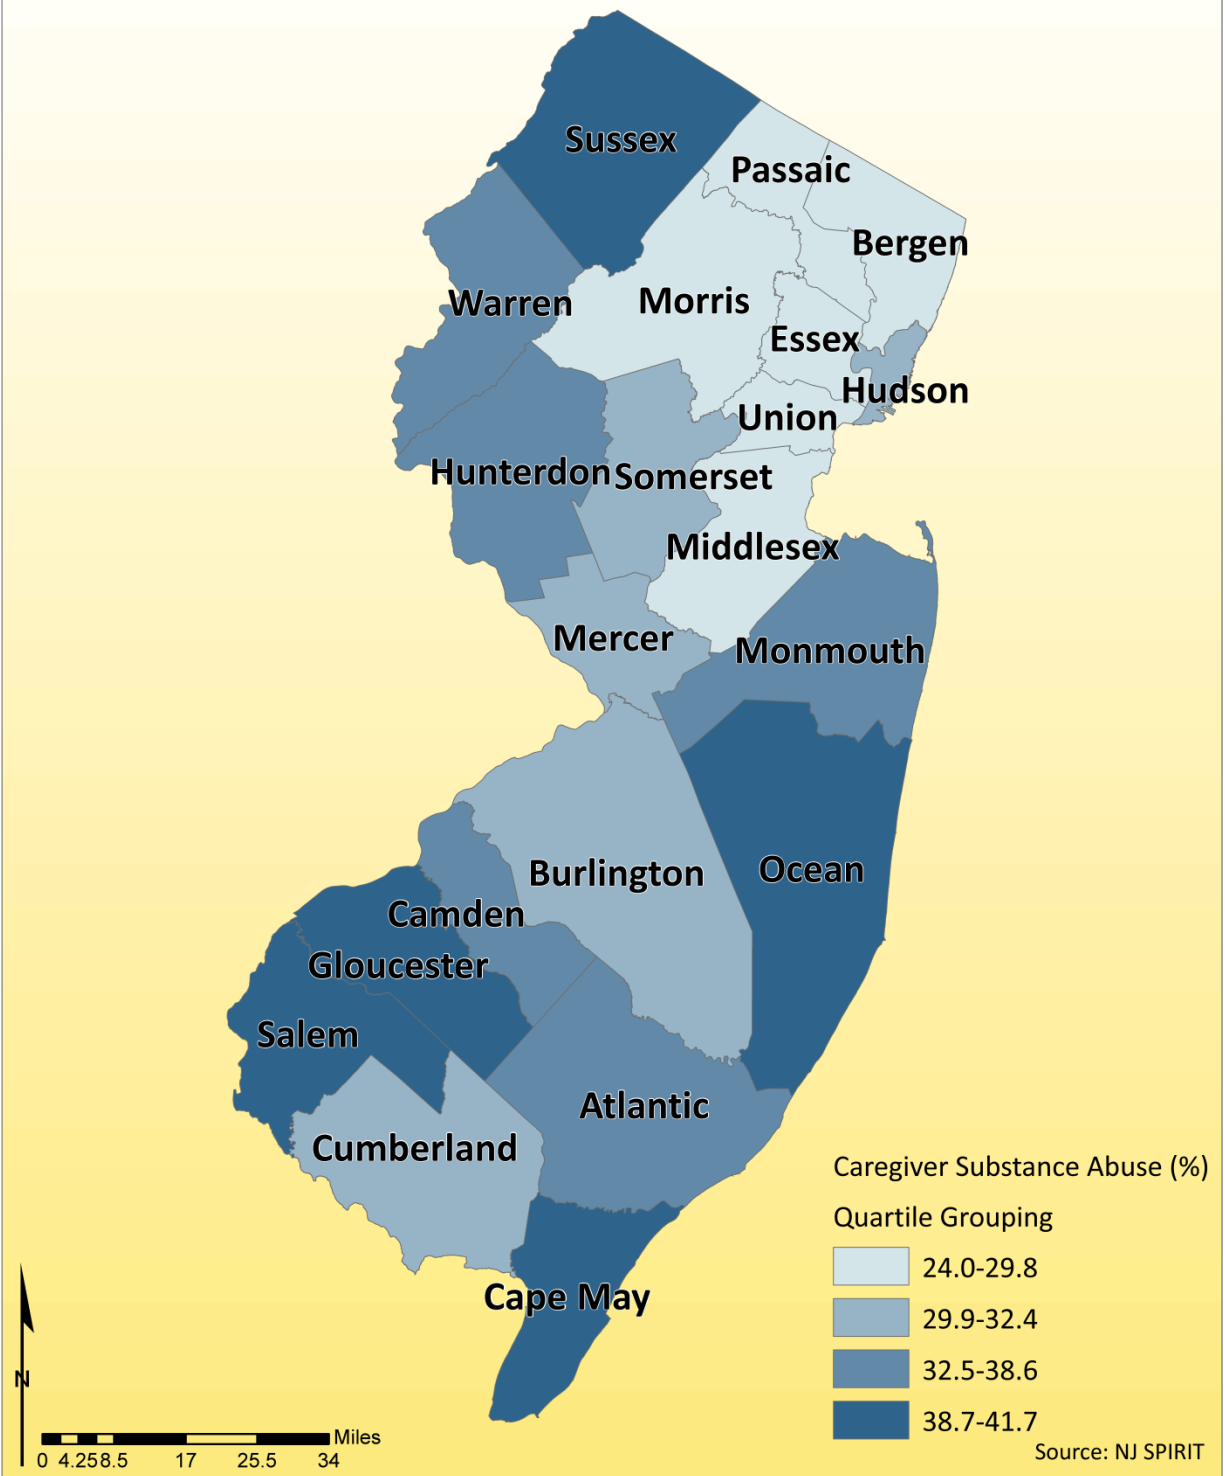 Sussex
Passaic
Bergen
Warren
Morris
Essex
Hudson
Union
Hunterdon
Somerset
Middlesex
Mercer
Monmouth
Burlington
Ocean
Camden
Gloucester
Salem
Atlantic
Cumberland
Cape May
Caregiver Substance Abuse (%)
Quartile Grouping
24.0-29.8
29.9-32.4
32.5-38.6
38.7-41.7
N
Miles
0 4.25 8.5 17 25.5 34
Source: NJ SPIRIT